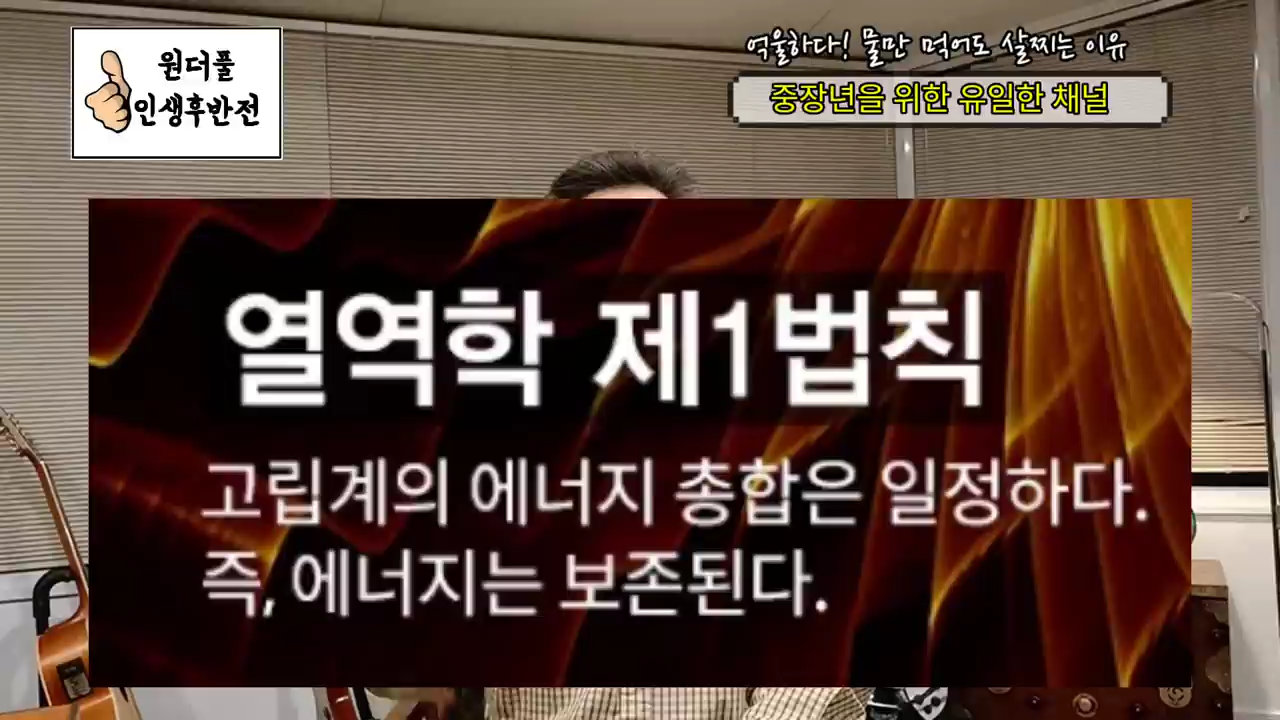 원더풀
인생후반전
억울하다! 물만 먹어도 살찌는 이유
중장년을 위한 유일한 채널
열역학 제1법칙
고립계의 에너지 총합은 일정하다.
즉, 에너지는 보존된다.